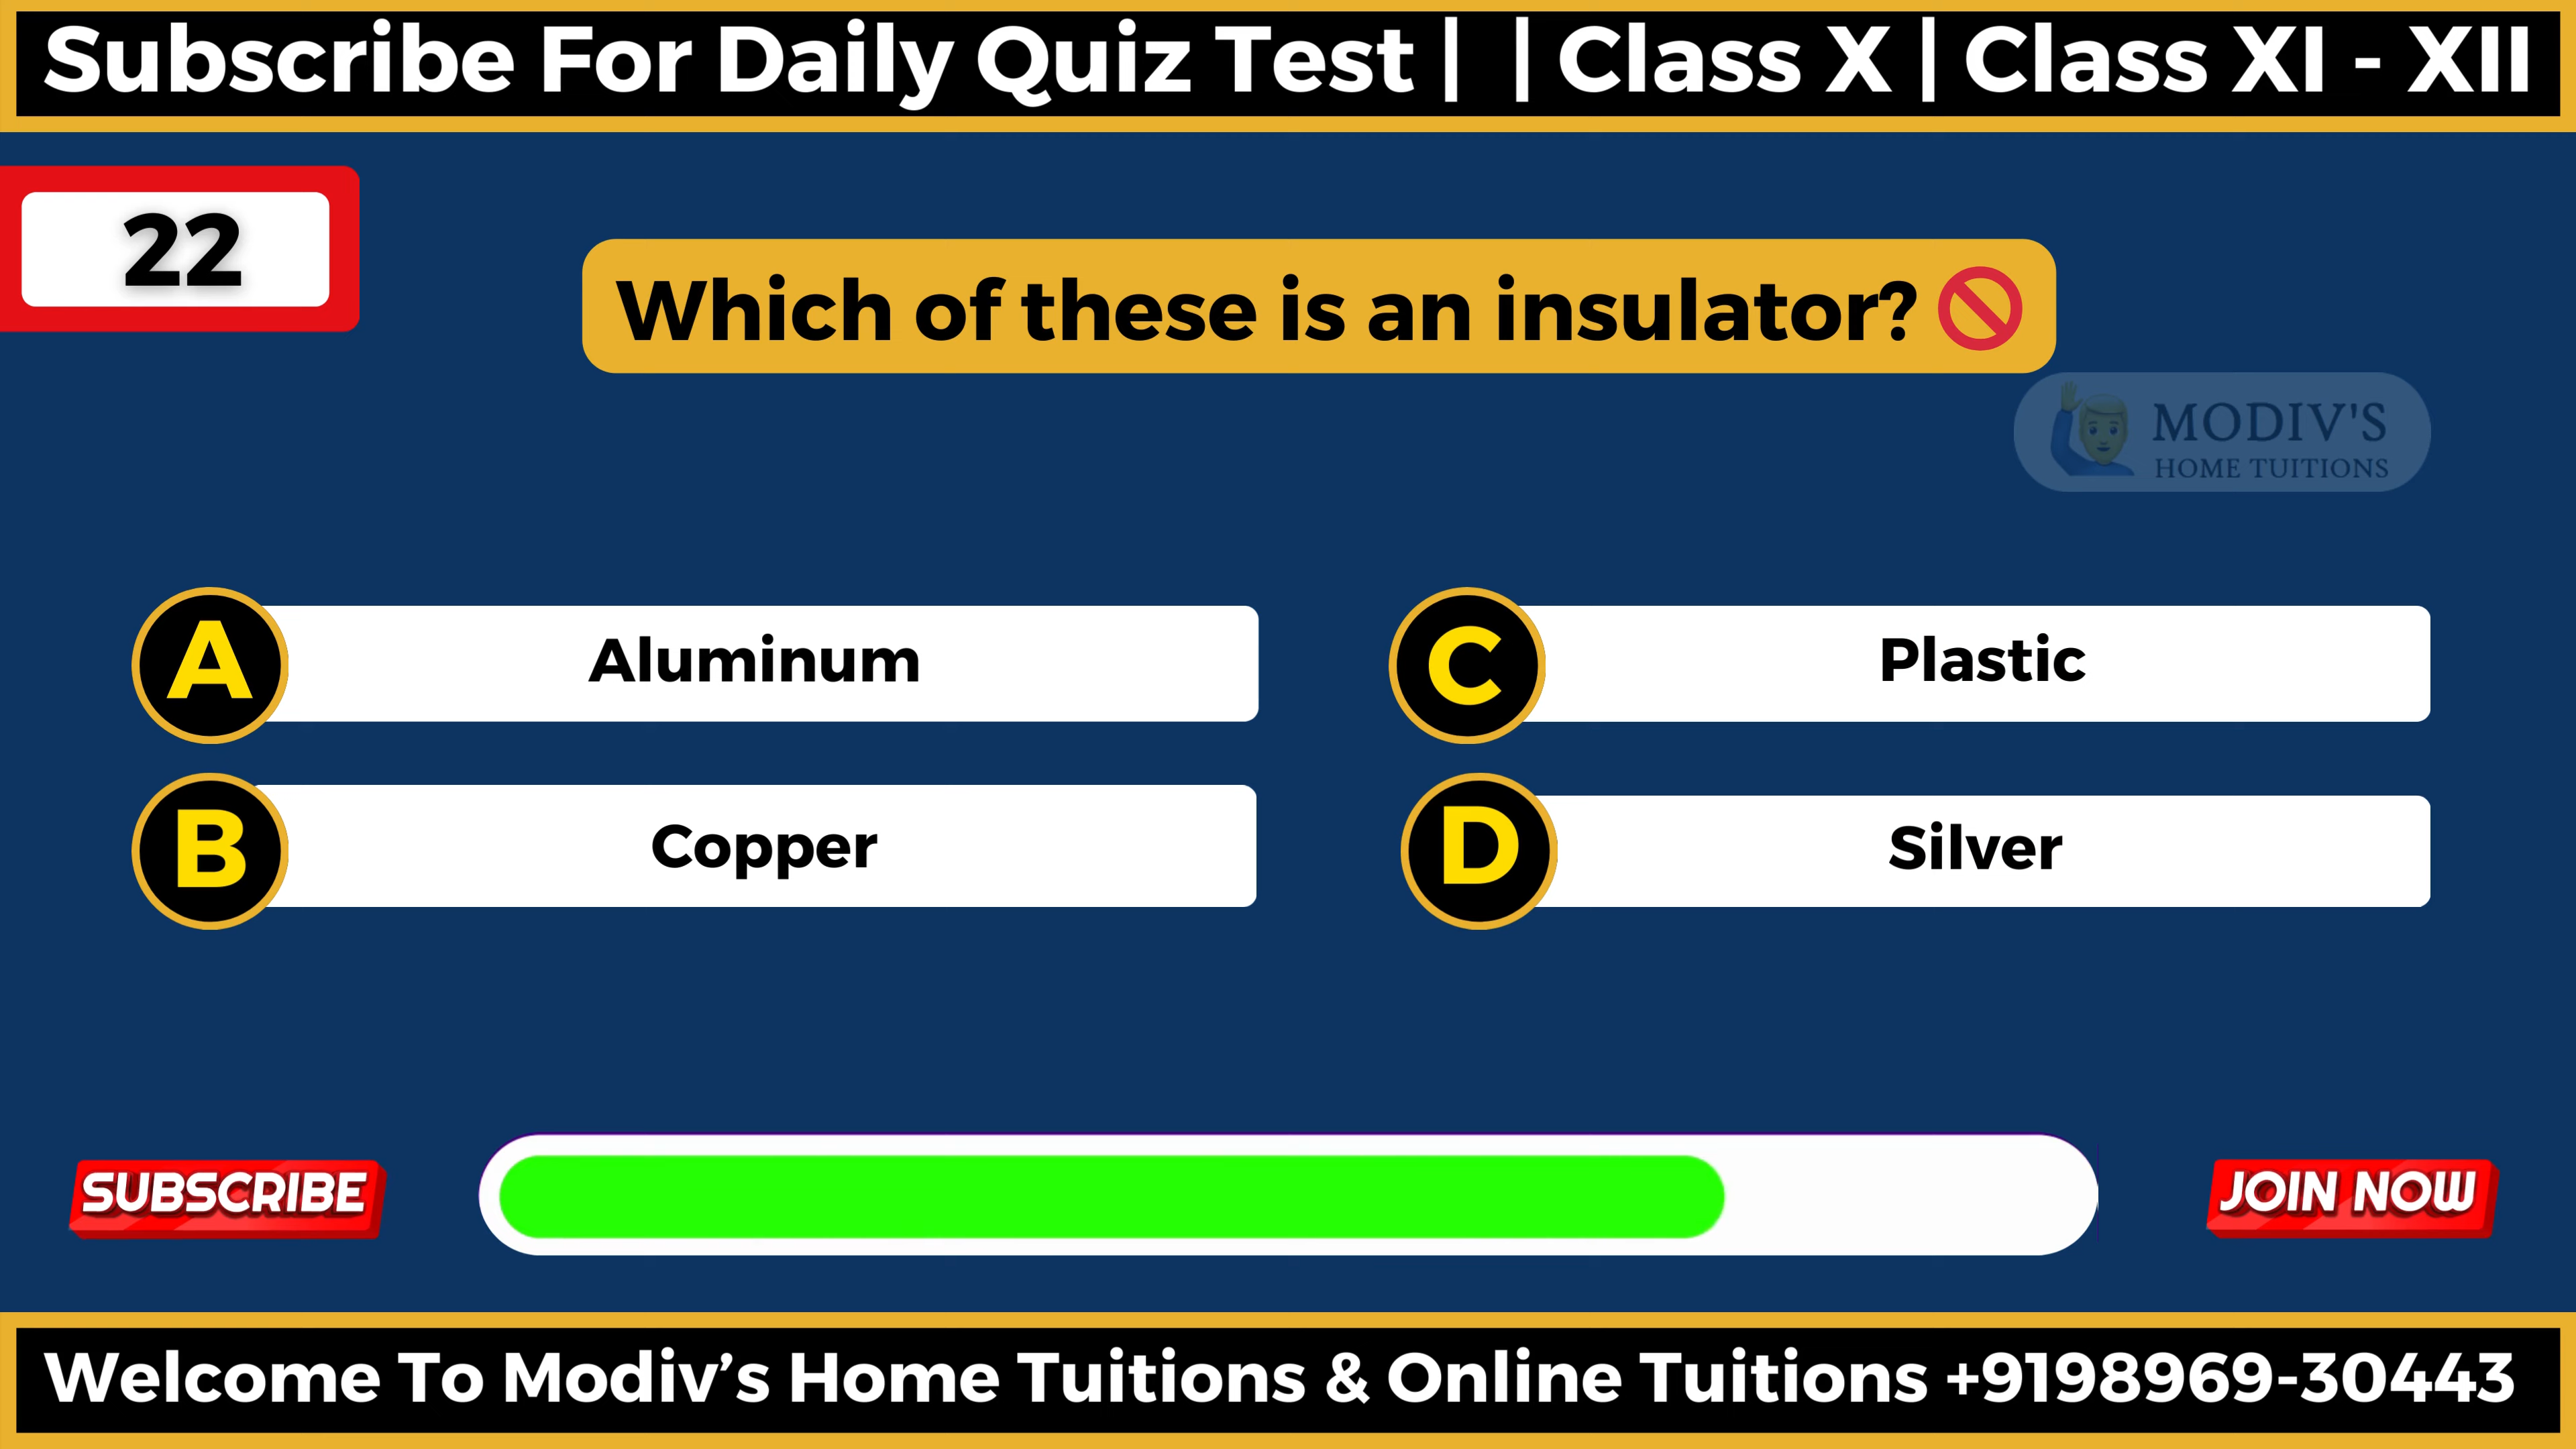 Subscribe For Daily Quiz Test | | Class X | Class XI - XII
22
Which of these is an insulator?
MODIV'S
HOME TUITIONS
A
Aluminum
C
Plastic
B
Copper
D
Silver
SUBSCRIBE
JOIN NOW
Welcome To Modiv’s Home Tuitions & Online Tuitions +9198969-30443